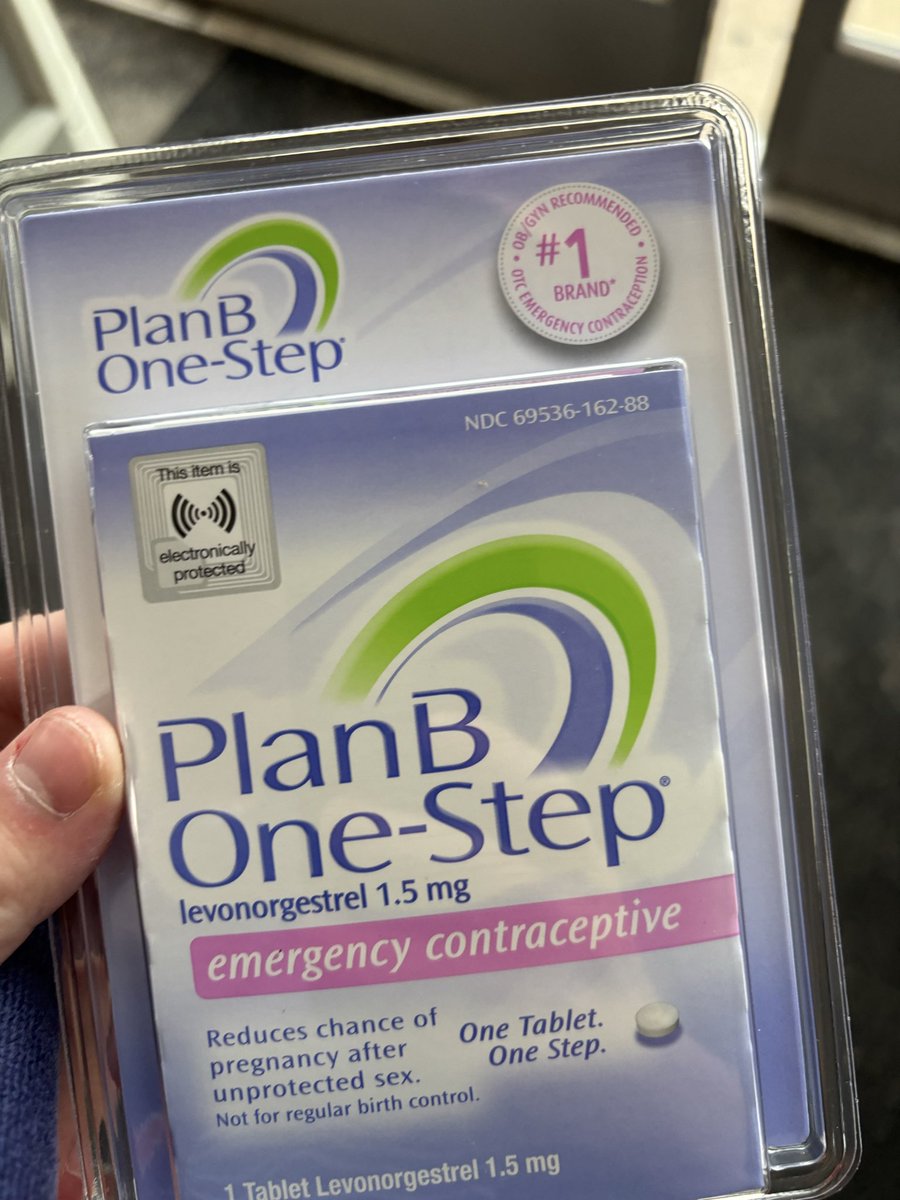 Plan B
One-Step®
OB/GYN RECOMMENDED
#1
BRAND*
OTC EMERGENCY CONTRACEPTION
NDC 69536-162-88
This item is
electronically
protected
Plan B
One-Step®
levonorgestrel 1.5 mg
emergency contraceptive
Reduces chance of
pregnancy after
unprotected sex.
Not for regular birth control.
One Tablet.
One Step.
1 Tablet Levonorgestrel 1.5 mg